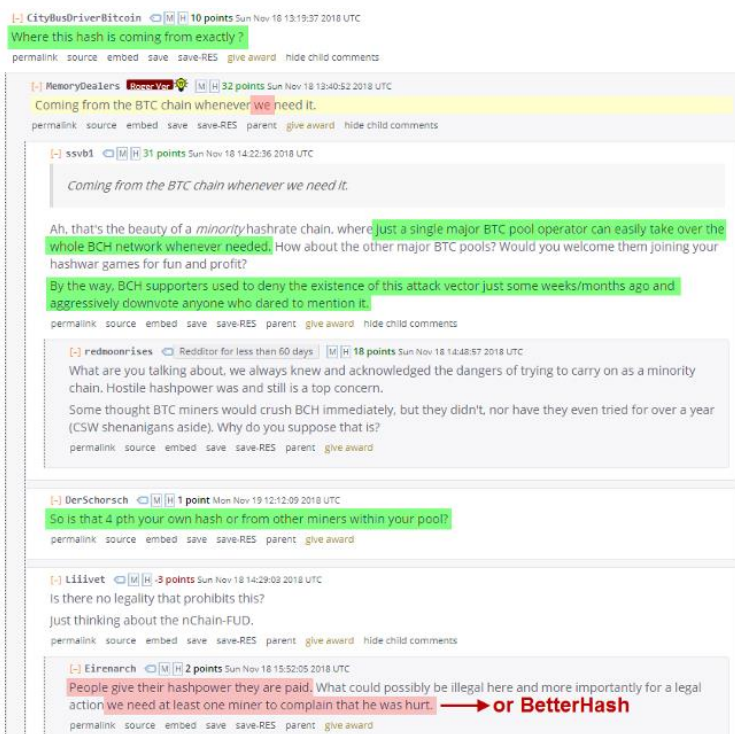 [-] CityBusDriverBitcoin M H 10 points Sun Nov 18 13:19:37 2018 UTC
Where this hash is coming from exactly ?
permalink source embed save save-RES give award hide child comments
[-] MemoryDealers Roger Ver M H 32 points Sun Nov 18 13:40:52 2018 UTC
Coming from the BTC chain whenever we need it.
permalink source embed save save-RES parent give award hide child comments
[-] ssvb1 M H 31 points Sun Nov 18 14:22:36 2018 UTC
Coming from the BTC chain whenever we need it.
Ah, that's the beauty of a minority hashrate chain, where just a single major BTC pool operator can easily take over the
whole BCH network whenever needed. How about the other major BTC pools? Would you welcome them joining your
hashwar games for fun and profit?
By the way, BCH supporters used to deny the existence of this attack vector just some weeks/months ago and
aggressively downvote anyone who dared to mention it.
permalink source embed save save-RES parent give award hide child comments
[-] redmoonrises Redditor for less than 60 days M H 18 points Sun Nov 18 14:48:57 2018 UTC
What are you talking about, we always knew and acknowledged the dangers of trying to carry on as a minority
chain. Hostile hashpower was and still is a top concern.
Some thought BTC miners would crush BCH immediately, but they didn't, nor have they even tried for over a year
(CSW shenanigans aside). Why do you suppose that is?
permalink source embed save save-RES parent give award
[-] DerSchorsch M H 1 point Mon Nov 19 12:12:09 2018 UTC
So is that 4 pth your own hash or from other miners within your pool?
permalink source embed save save-RES parent give award
[-] Liiivet M H -3 points Sun Nov 18 14:29:03 2018 UTC
Is there no legality that prohibits this?
Just thinking about the nChain-FUD.
permalink source embed save save-RES parent give award hide child comments
[-] Eirenarch M H 2 points Sun Nov 18 15:52:05 2018 UTC
People give their hashpower they are paid. What could possibly be illegal here and more importantly for a legal
action we need at least one miner to complain that he was hurt. or BetterHash
permalink source embed save save-RES parent give award